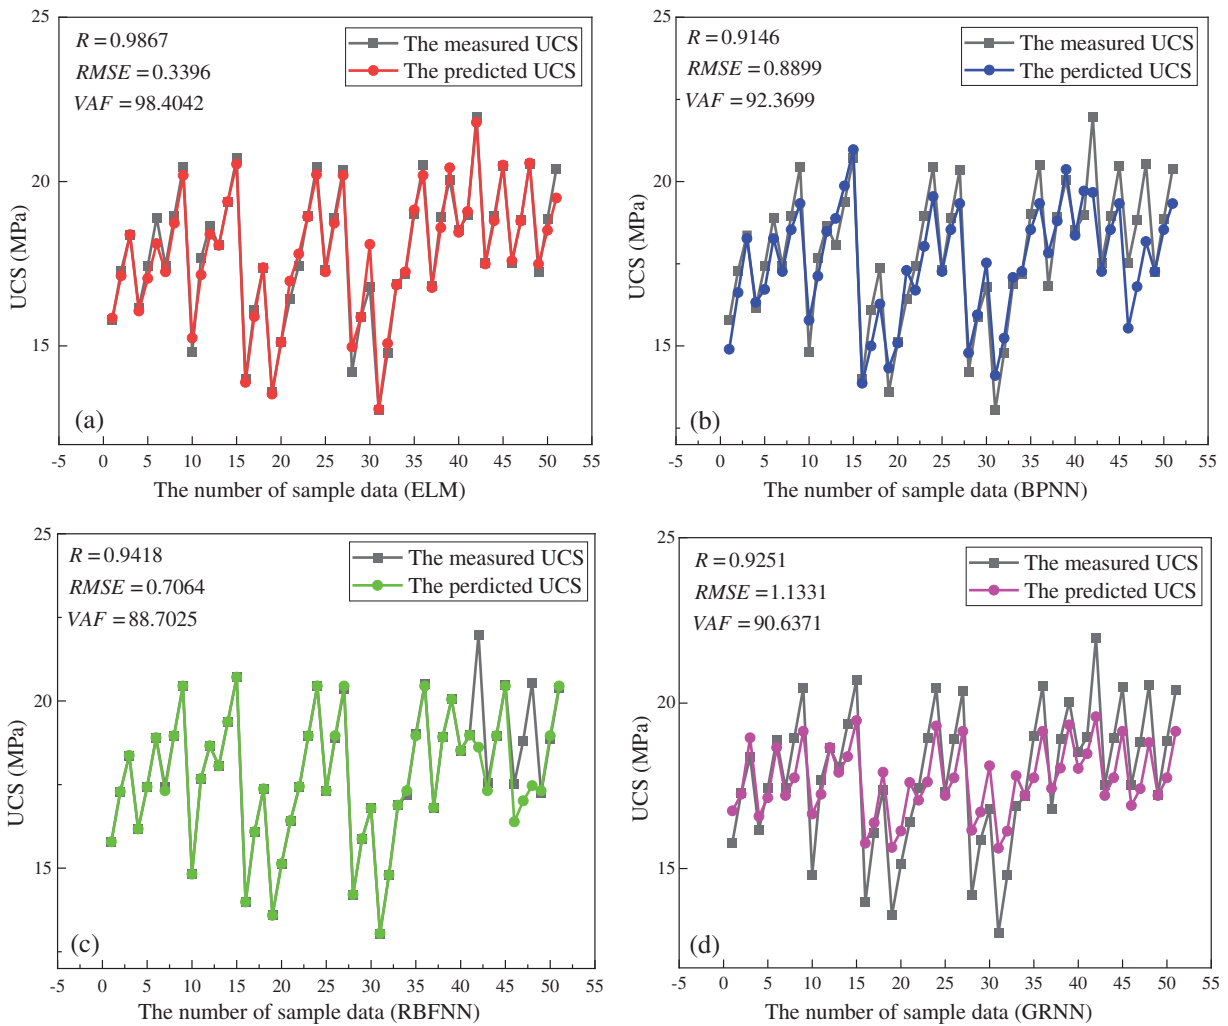 25
R = 0.9867
RMSE = 0.3396
VAF = 98.4042
The measured UCS
The predicted UCS
20
15
UCS (MPa)
(a)
-5 0 5 10 15 20 25 30 35 40 45 50 55
The number of sample data (ELM)
25
R = 0.9146
RMSE = 0.8899
VAF = 92.3699
The measured UCS
The perdicted UCS
20
15
UCS (MPa)
(b)
-5 0 5 10 15 20 25 30 35 40 45 50 55
The number of sample data (BPNN)
25
R = 0.9418
RMSE = 0.7064
VAF = 88.7025
The measured UCS
The perdicted UCS
20
15
UCS (MPa)
(c)
-5 0 5 10 15 20 25 30 35 40 45 50 55
The number of sample data (RBFNN)
25
R = 0.9251
RMSE = 1.1331
VAF = 90.6371
The measured UCS
The predicted UCS
20
15
UCS (MPa)
(d)
-5 0 5 10 15 20 25 30 35 40 45 50 55
The number of sample data (GRNN)